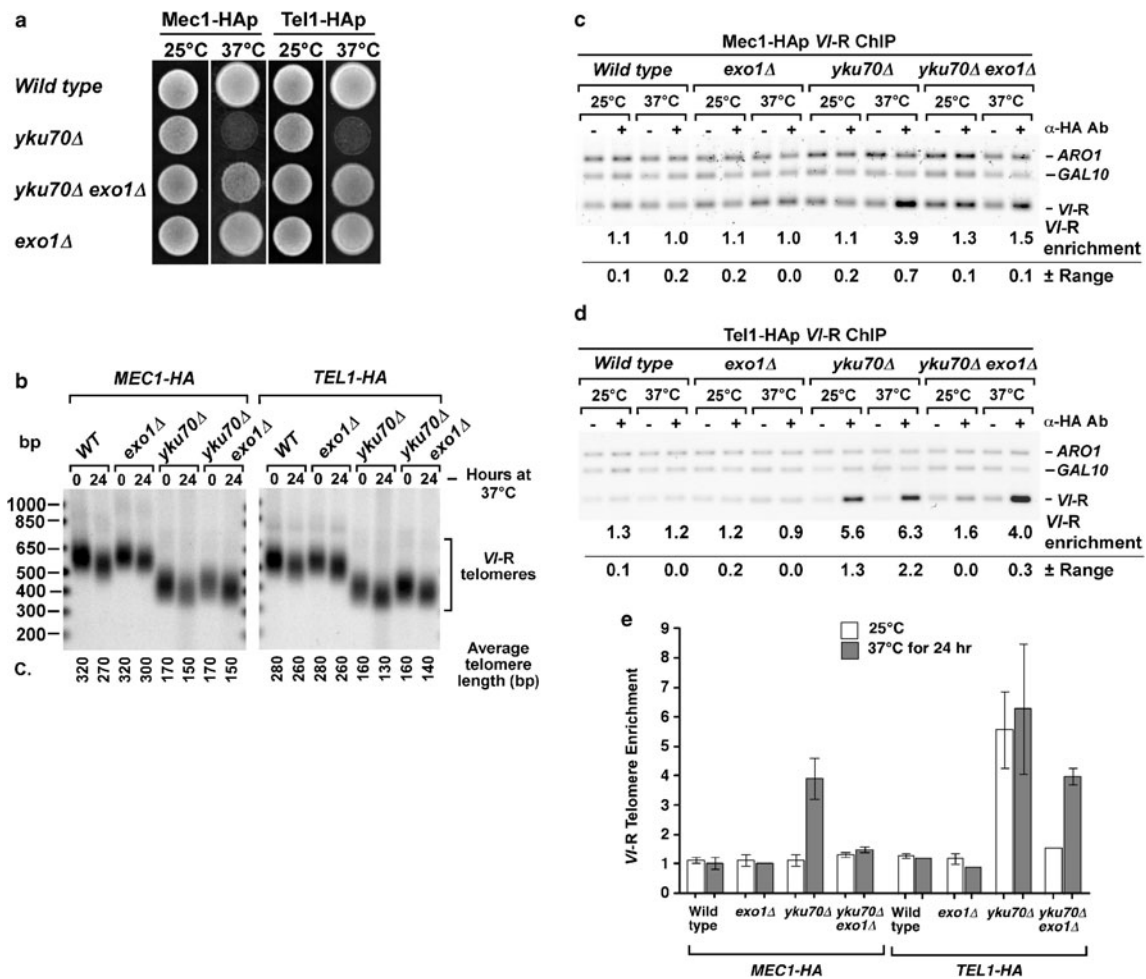 a
Mec1-HAp Tel1-HAp
25°C 37°C 25°C 37°C
Wild type
yku70Δ
yku70Δ exo1Δ
exo1Δ
b
MEC1-HA TEL1-HA
bp WT exo1Δ yku70Δ yku70Δ exo1Δ WT exo1Δ yku70Δ yku70Δ exo1Δ
0 24 0 24 0 24 0 24 0 24 0 24 0 24 0 24 – Hours at
37°C
1000
850
650
500
400
300
200
VI-R
telomeres
C. 320 270 320 300 170 150 170 150 280 260 280 260 160 130 160 140 Average
telomere
length (bp)
c
Mec1-HAp VI-R ChIP
Wild type exo1Δ yku70Δ yku70Δ exo1Δ
25°C 37°C 25°C 37°C 25°C 37°C 25°C 37°C
- + - + - + - + - + - + - + - + α-HA Ab
– ARO1
– GAL10
– VI-R
1.1 1.0 1.1 1.0 1.1 3.9 1.3 1.5 VI-R
enrichment
0.1 0.2 0.2 0.0 0.2 0.7 0.1 0.1 ± Range
d
Tel1-HAp VI-R ChIP
Wild type exo1Δ yku70Δ yku70Δ exo1Δ
25°C 37°C 25°C 37°C 25°C 37°C 25°C 37°C
- + - + - + - + - + - + - + - + α-HA Ab
– ARO1
– GAL10
– VI-R
1.3 1.2 1.2 0.9 5.6 6.3 1.6 4.0 VI-R
enrichment
0.1 0.0 0.2 0.0 1.3 2.2 0.0 0.3 ± Range
e
25°C
37°C for 24 hr
VI-R Telomere Enrichment
9
8
7
6
5
4
3
2
1
0
Wild type exo1Δ yku70Δ yku70Δ exo1Δ Wild type exo1Δ yku70Δ yku70Δ exo1Δ
MEC1-HA TEL1-HA